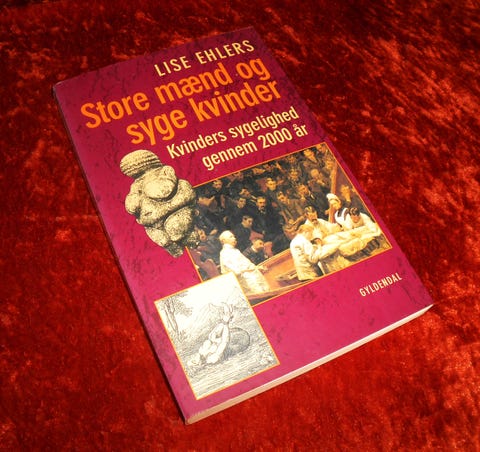 LISE EHLERS
Store mænd og
syge kvinder
Kvinders sygelighed
gennem 2000 år
GYLDENDAL